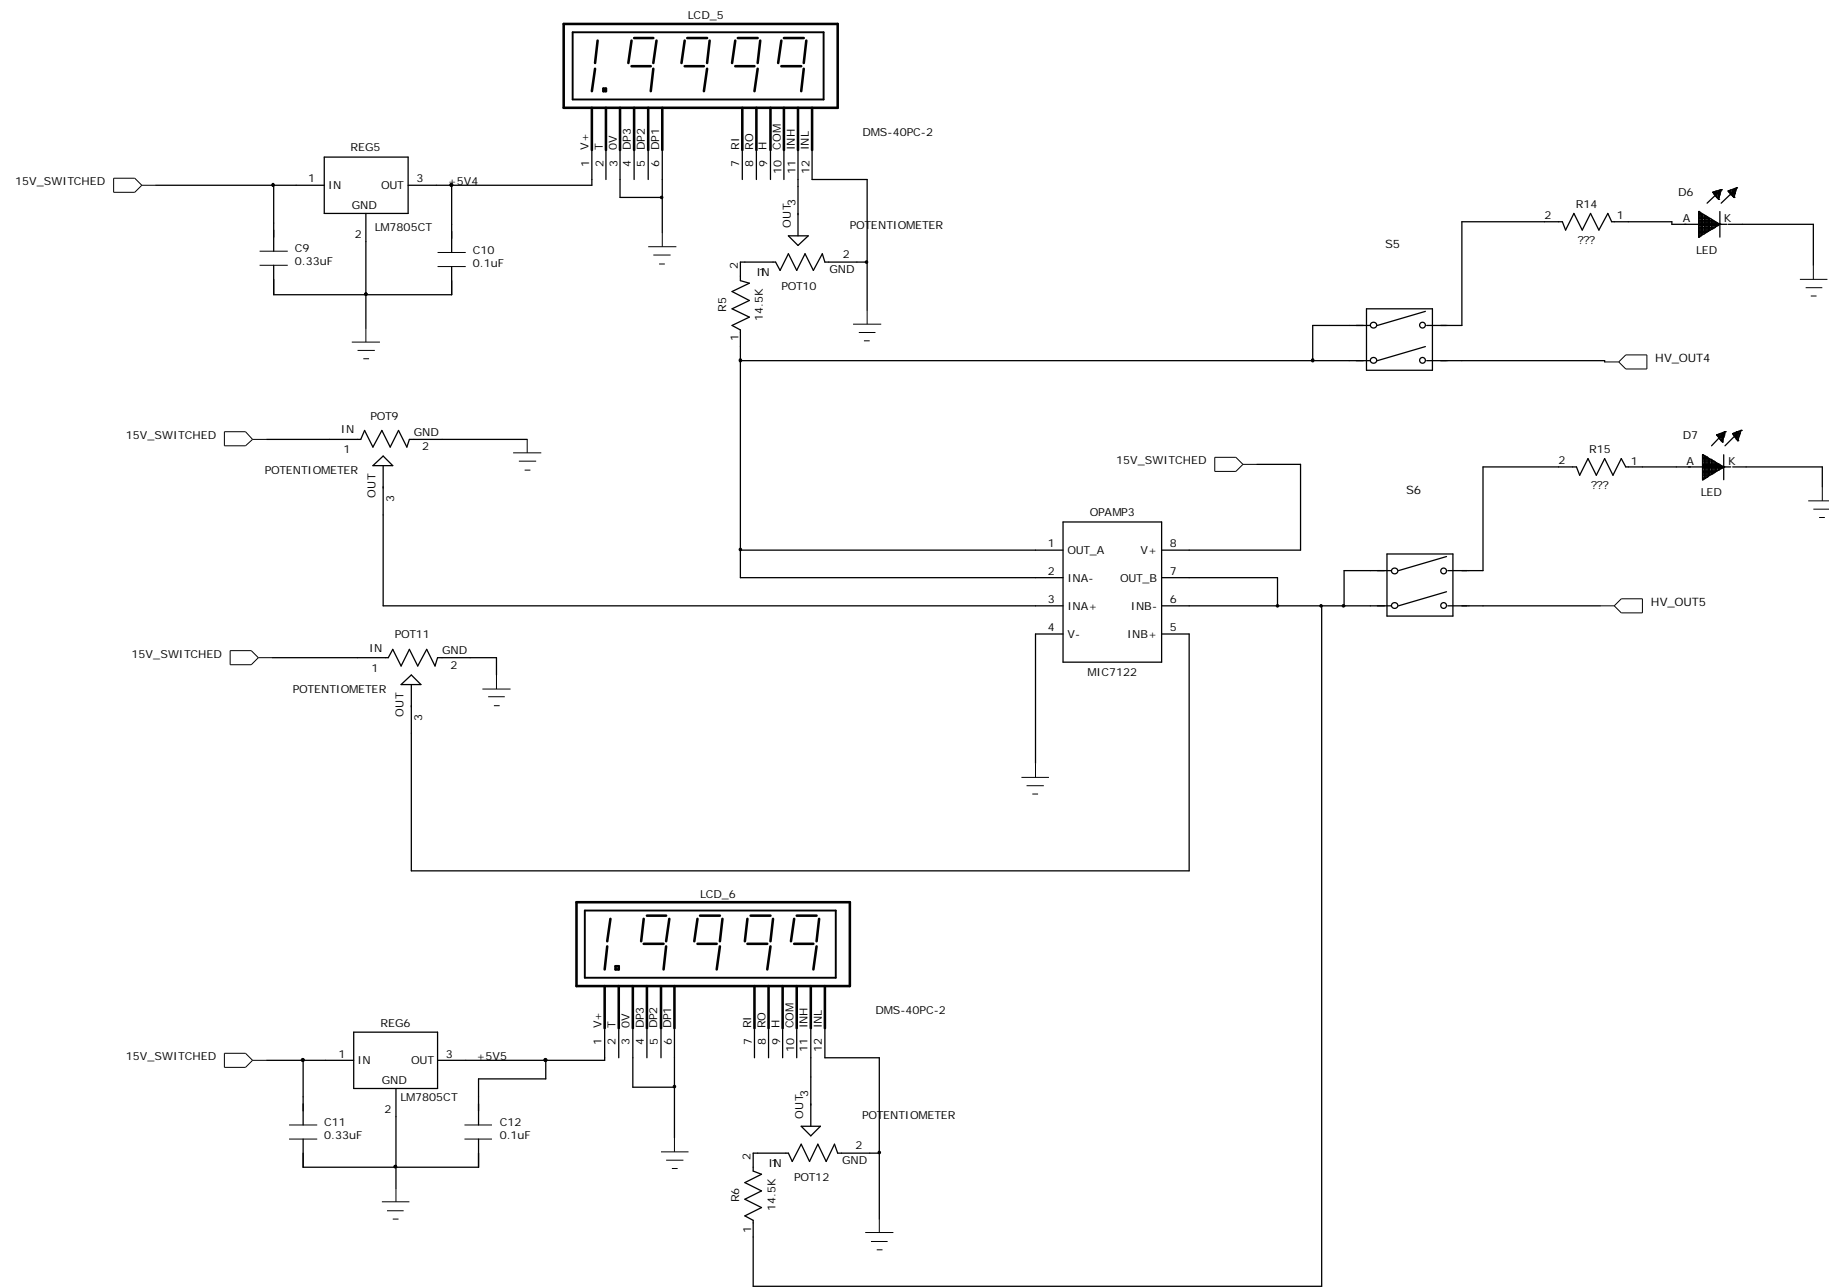 LCD_5
1.9999
V+
T
0V
DP3
DP2
DP1
RI
RO
H
COM
INH
INL
1
2
3
4
5
6
7
8
9
10
11
12
DMS-40PC-2
REG5
15V_SWITCHED
1
IN
OUT
3
+5V4
GND
2
LM7805CT
C9
0.33uF
C10
0.1uF
OUT
3
POTENTIOMETER
2
IN
1
2
GND
POT10
R5
14.5K
1
S5
2
R14
1
???
D6
A
K
LED
HV_OUT4
15V_SWITCHED
POT9
IN
1
GND
2
POTENTIOMETER
OUT
3
15V_SWITCHED
S6
2
R15
1
???
D7
A
K
LED
HV_OUT5
OPAMP3
1
OUT_A
V+
8
2
INA-
OUT_B
7
3
INA+
INB-
6
4
V-
INB+
5
MIC7122
15V_SWITCHED
POT11
IN
1
GND
2
POTENTIOMETER
OUT
3
LCD_6
1.9999
V+
T
0V
DP3
DP2
DP1
RI
RO
H
COM
INH
INL
1
2
3
4
5
6
7
8
9
10
11
12
DMS-40PC-2
REG6
15V_SWITCHED
1
IN
OUT
3
+5V5
GND
2
LM7805CT
C11
0.33uF
C12
0.1uF
OUT
3
POTENTIOMETER
2
IN
1
2
GND
POT12
R6
14.5K
1